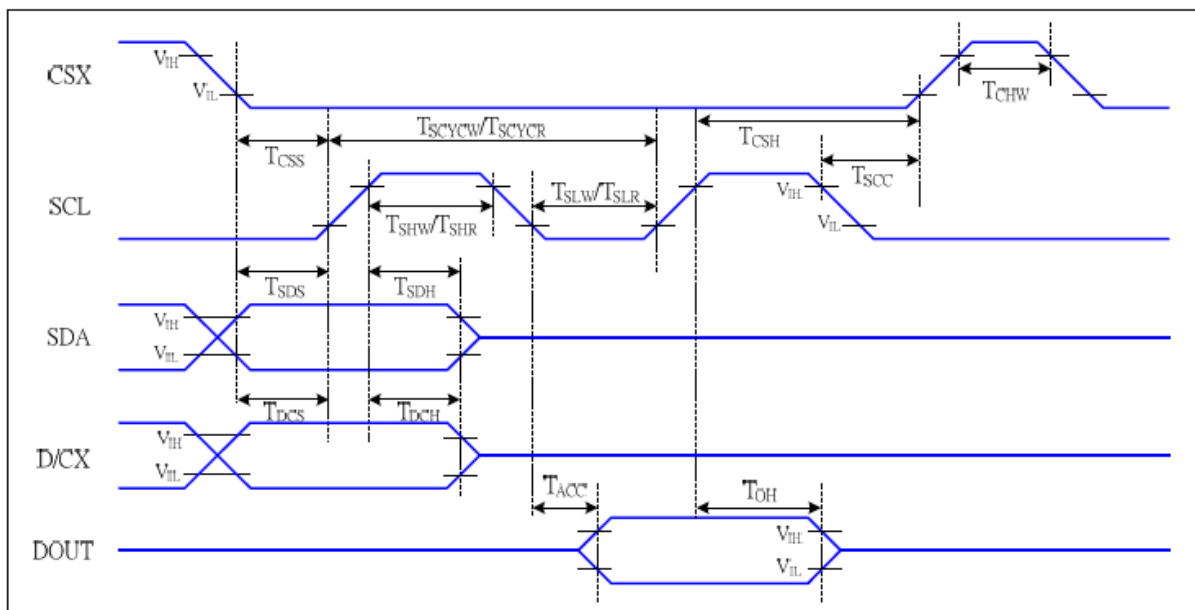 CSX
VIH
VIL
TCHW
TSCYCW/TSCYCR
TCSS
TCSH
TSCC
SCL
TSHW/TSHR
TSLW/TSLR
VIH
VIL
TSDS
TSDH
SDA
VIH
VIL
TDCS
TDCH
D/CX
VIH
VIL
TACC
TOH
DOUT
VIH
VIL